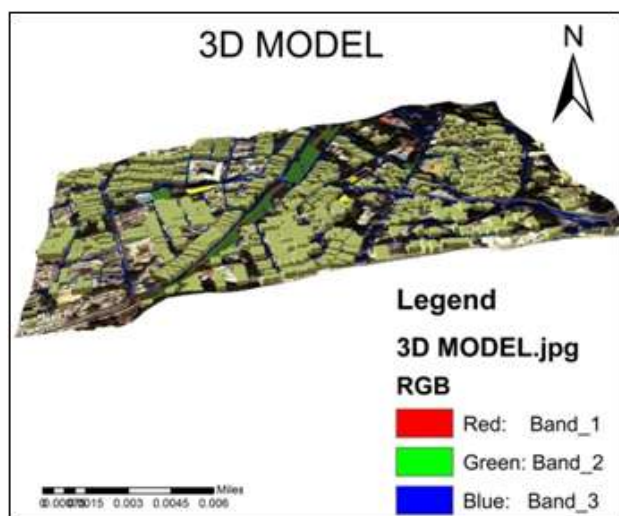 3D MODEL
N
Legend
3D MODEL.jpg
RGB
Red: Band_1
Green: Band_2
Blue: Band_3
Miles
0.003 0.0045 0.006